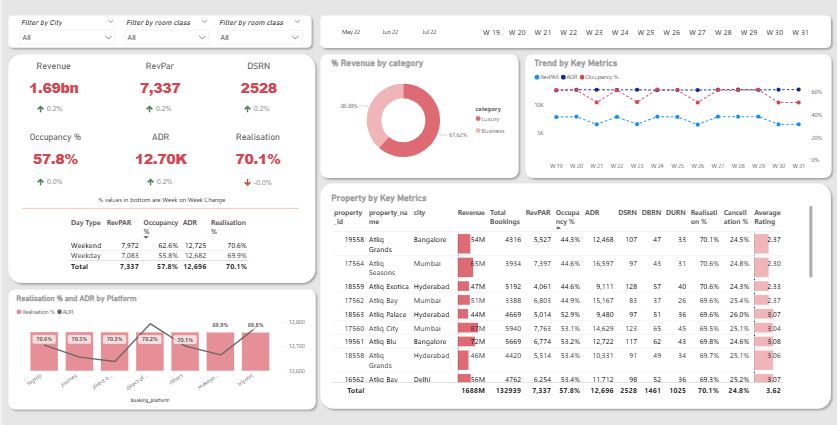 Filter by City
Filter by room class
Filter by room class
All
All
All
May 22 Jun 22 Jul 22
W 19 W 20 W 21 W 22 W 23 W 24 W 25 W 26 W 27 W 28 W 29 W 30 W 31
Revenue RevPar DSRN
1.69bn 7,337 2528
0.2% 0.2% 0.2%
Occupancy % ADR Realisation
57.8% 12.70K 70.1%
0.0% 0.2% -0.0%
% values in bottom are Week on Week Change
Day Type RevPAR Occupancy % ADR Realisation %
Weekend 7,972 62.6% 12,725 70.6%
Weekday 7,083 55.8% 12,682 69.9%
Total 7,337 57.8% 12,696 70.1%
% Revenue by category
38.38%
61.62%
category
Luxury
Business
Trend by Key Metrics
RevPAR ADR Occupancy %
10K
5K
60%
40%
20%
0%
W 19 W 20 W 21 W 22 W 23 W 24 W 25 W 26 W 27 W 28 W 29 W 30 W 31
Realisation % and ADR by Platform
Realisation % ADR
70.6% 70.5% 70.3% 70.2% 70.1% 69.9% 69.8%
12,800
12,700
12,600
logtrip journey direct o... direct of... others makeyo... tripster
booking_platform
Property by Key Metrics
property_id property_name city Revenue Total Bookings RevPAR Occupancy % ADR DSRN DBRN DURN Realisation % Cancell ation % Average Rating
19558 Atliq Grands Bangalore 54M 4316 5,527 44.3% 12,468 107 47 33 70.1% 24.5% 2.37
17564 Atliq Seasons Mumbai 65M 3934 7,397 44.6% 16,597 97 43 31 70.6% 24.8% 2.30
18559 Atliq Exotica Hyderabad 47M 5192 4,061 44.6% 9,111 128 57 40 70.6% 24.3% 2.33
17562 Atliq Bay Mumbai 51M 3388 6,803 44.9% 15,167 83 37 26 69.6% 25.4% 2.37
18563 Atliq Palace Hyderabad 44M 4669 5,014 52.9% 9,480 97 51 36 69.6% 26.0% 3.07
17560 Atliq City Mumbai 87M 5940 7,763 53.1% 14,629 123 65 45 69.5% 25.1% 3.04
19561 Atliq Blu Bangalore 72M 5669 6,774 53.2% 12,722 117 62 43 69.8% 24.6% 3.08
18558 Atliq Grands Hyderabad 46M 4420 5,514 53.4% 10,331 91 49 34 69.7% 25.1% 3.06
16562 Atliq Bay Delhi 56M 4762 6,254 53.4% 11,712 98 52 36 69.3% 25.2% 3.07
Total 1688M 132939 7,337 57.8% 12,696 2528 1461 1025 70.1% 24.8% 3.62